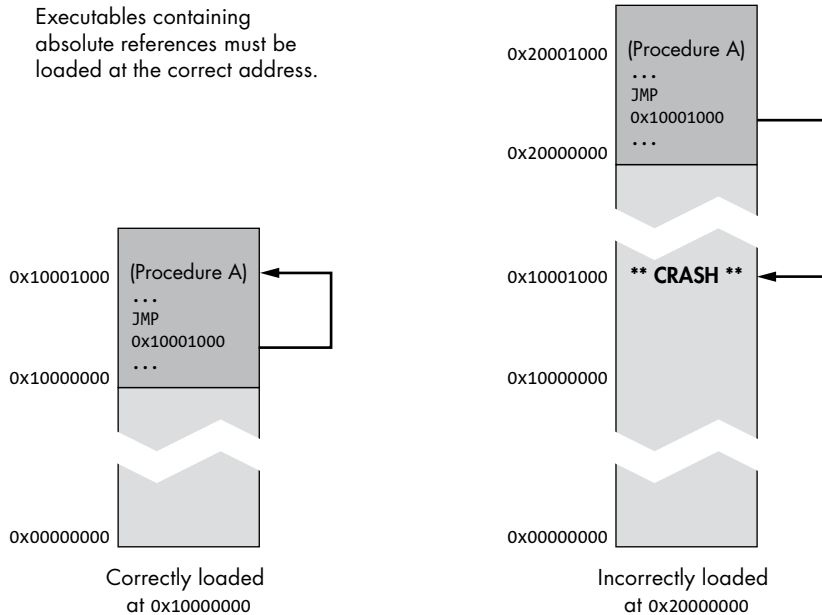 Executables containing
absolute references must be
loaded at the correct address.
0x10001000
(Procedure A)
...
JMP
0x10001000
...
0x10000000
0x00000000
Correctly loaded
at 0x10000000
0x20001000
(Procedure A)
...
JMP
0x10001000
...
0x20000000
0x10001000
** CRASH **
0x10000000
0x00000000
Incorrectly loaded
at 0x20000000